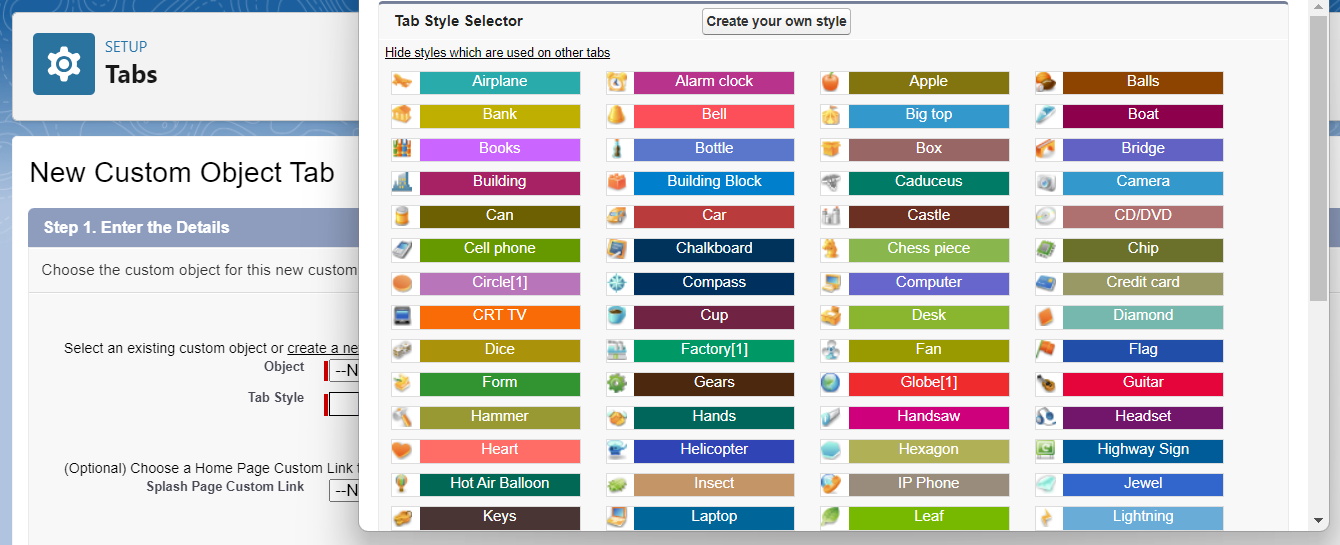 SETUP
Tabs
New Custom Object Tab
Step 1. Enter the Details
Choose the custom object for this new custom
Select an existing custom object or create a ne
Object
--N
Tab Style
(Optional) Choose a Home Page Custom Link
Splash Page Custom Link
--N
Tab Style Selector
Create your own style
Hide styles which are used on other tabs
Airplane Alarm clock Apple Balls
Bank Bell Big top Boat
Books Bottle Box Bridge
Building Building Block Caduceus Camera
Can Car Castle CD/DVD
Cell phone Chalkboard Chess piece Chip
Circle[1] Compass Computer Credit card
CRT TV Cup Desk Diamond
Dice Factory[1] Fan Flag
Form Gears Globe[1] Guitar
Hammer Hands Handsaw Headset
Heart Helicopter Hexagon Highway Sign
Hot Air Balloon Insect IP Phone Jewel
Keys Laptop Leaf Lightning